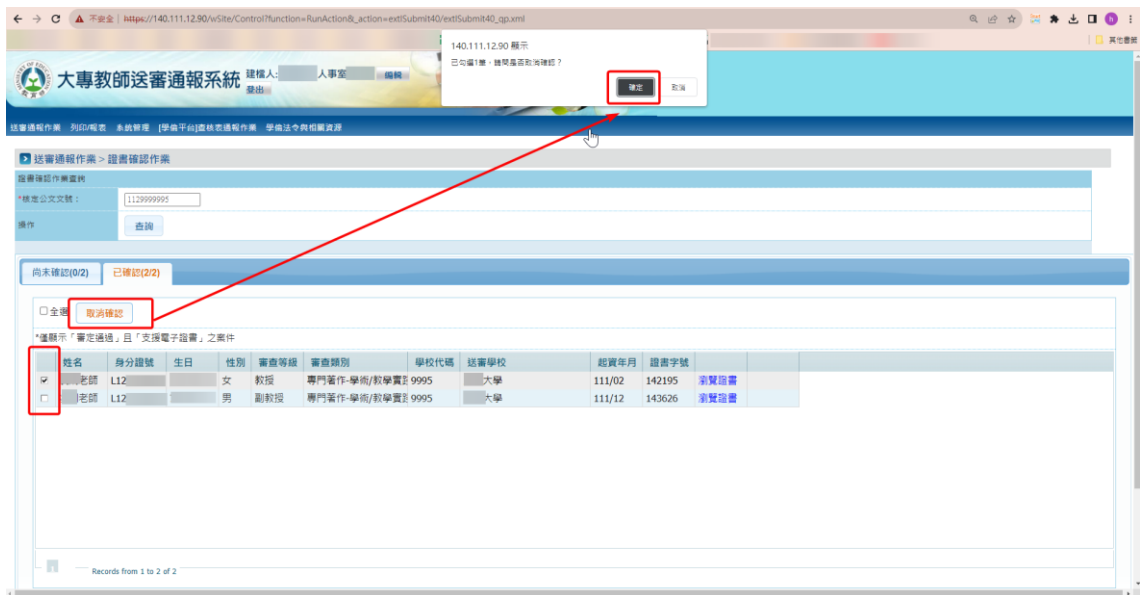 不安全 https://140.111.12.90/wSite/Control?function=RunAction&_action=extISubmit40/extISubmit40_qp.xml
其他書籤
140.111.12.90 顯示
已勾選1筆，請問是否取消確認？
確定 取消
大專教師送審通報系統 建檔人: 人事室 編輯
登出
送審通報作業 列印/報表 系統管理 [學倫平台]查核表通報作業 學倫法令與相關資源
送審通報作業 > 證書確認作業
證書確認作業查詢
*核定公文文號： 1129999995
操作 查詢
尚未確認(0/2) 已確認(2/2)
全選 取消確認
*僅顯示「審定通過」且「支援電子證書」之案件
姓名 身分證號 生日 性別 審查等級 審查類別 學校代碼 送審學校 起資年月 證書字號
老師 L12 女 教授 專門著作-學術/教學實 9995 大學 111/02 142195 瀏覽證書
老師 L12 男 副教授 專門著作-學術/教學實 9995 大學 111/12 143626 瀏覽證書
Records from 1 to 2 of 2